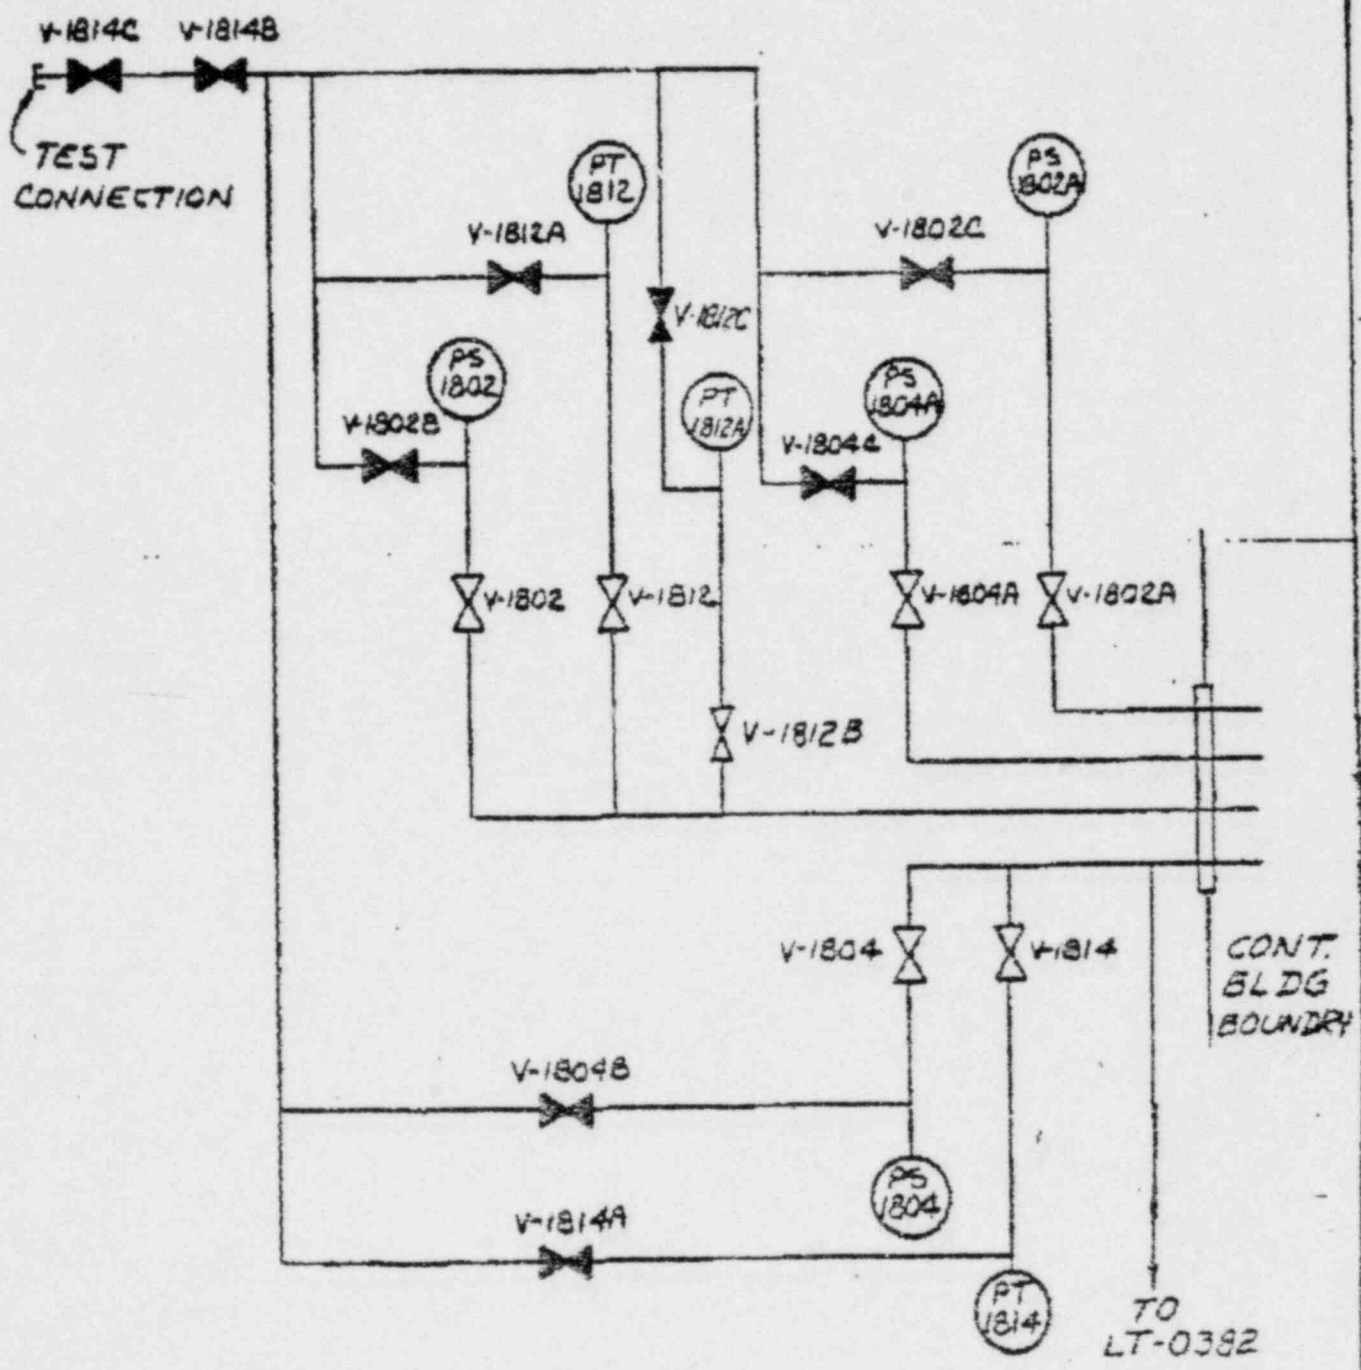 V-1814C V-1814B
TEST
CONNECTION
PT
1812
PS
1802A
V-1812A
V-1802C
V-1812C
PS
1802
PT
1812A
PS
1804A
V-1802B
V-1804C
V-1802
V-1812
V-1804A
V-1802A
V-1812B
V-1804
V-1814
CONT.
BLDG
BOUNDRY
V-1804B
PS
1804
V-1814A
PT
1814
TO
LT-0382